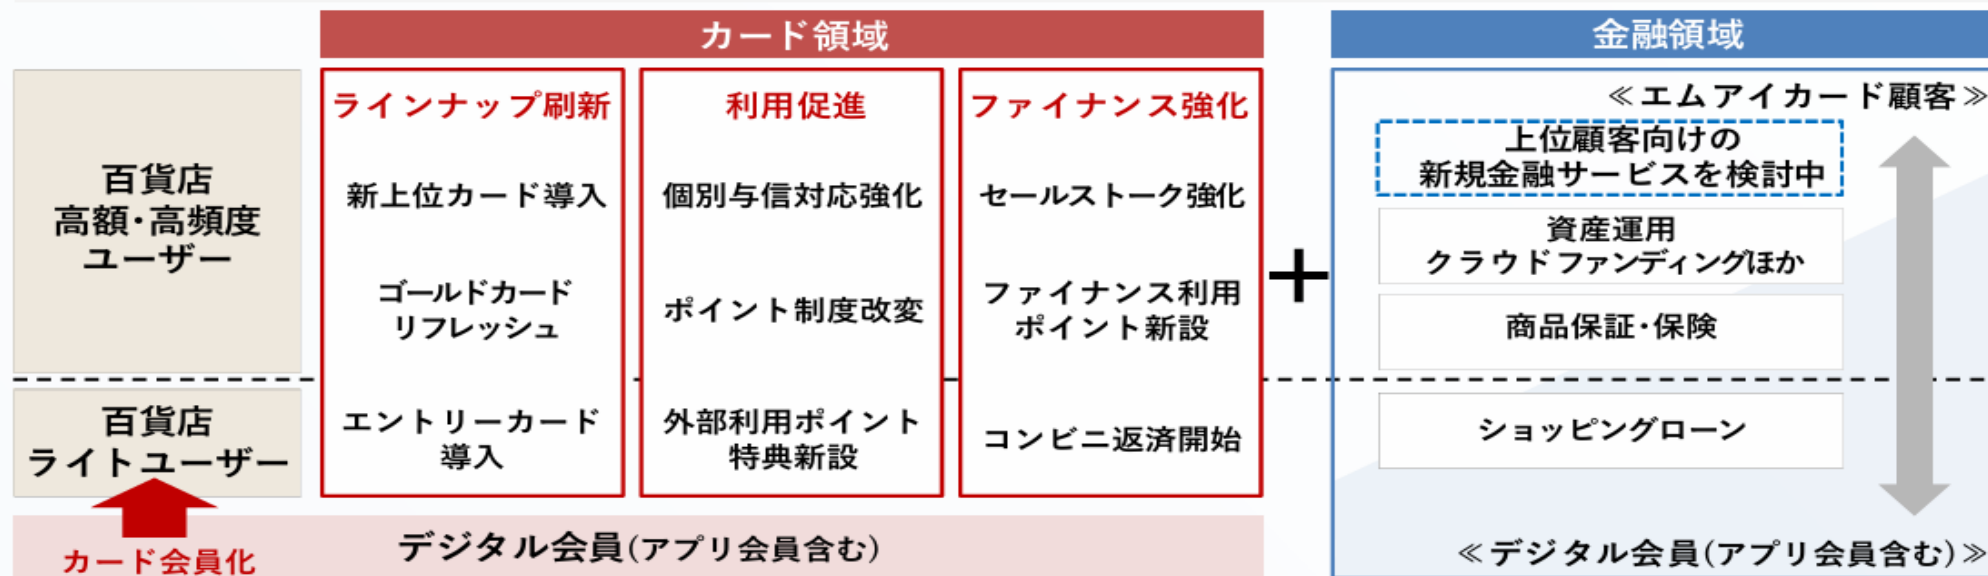 カード領域
金融領域
百貨店
高額・高頻度
ユーザー
百貨店
ライトユーザー
カード会員化
ラインナップ刷新
新上位カード導入
ゴールドカード
リフレッシュ
エントリーカード
導入
利用促進
個別与信対応強化
ポイント制度改変
外部利用ポイント
特典新設
ファイナンス強化
セールストーク強化
ファイナンス利用
ポイント新設
コンビニ返済開始
デジタル会員(アプリ会員含む)
+
≪エムアイカード顧客≫
上位顧客向けの
新規金融サービスを検討中
資産運用
クラウドファンディングほか
商品保証・保険
ショッピングローン
≪デジタル会員(アプリ会員含む)≫